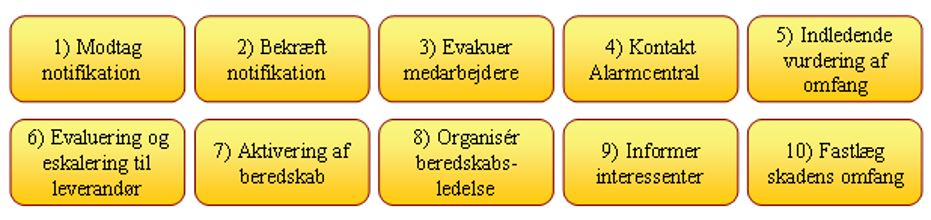 1) Modtag
notifikation
2) Bekræft
notifikation
3) Evakuer
medarbejdere
4) Kontakt
Alarmcentral
5) Indledende
vurdering af
omfang
6) Evaluering og
eskalering til
leverandør
7) Aktivering af
beredskab
8) Organisér
beredskabs-
ledelse
9) Informer
interessenter
10) Fastlæg
skadens omfang